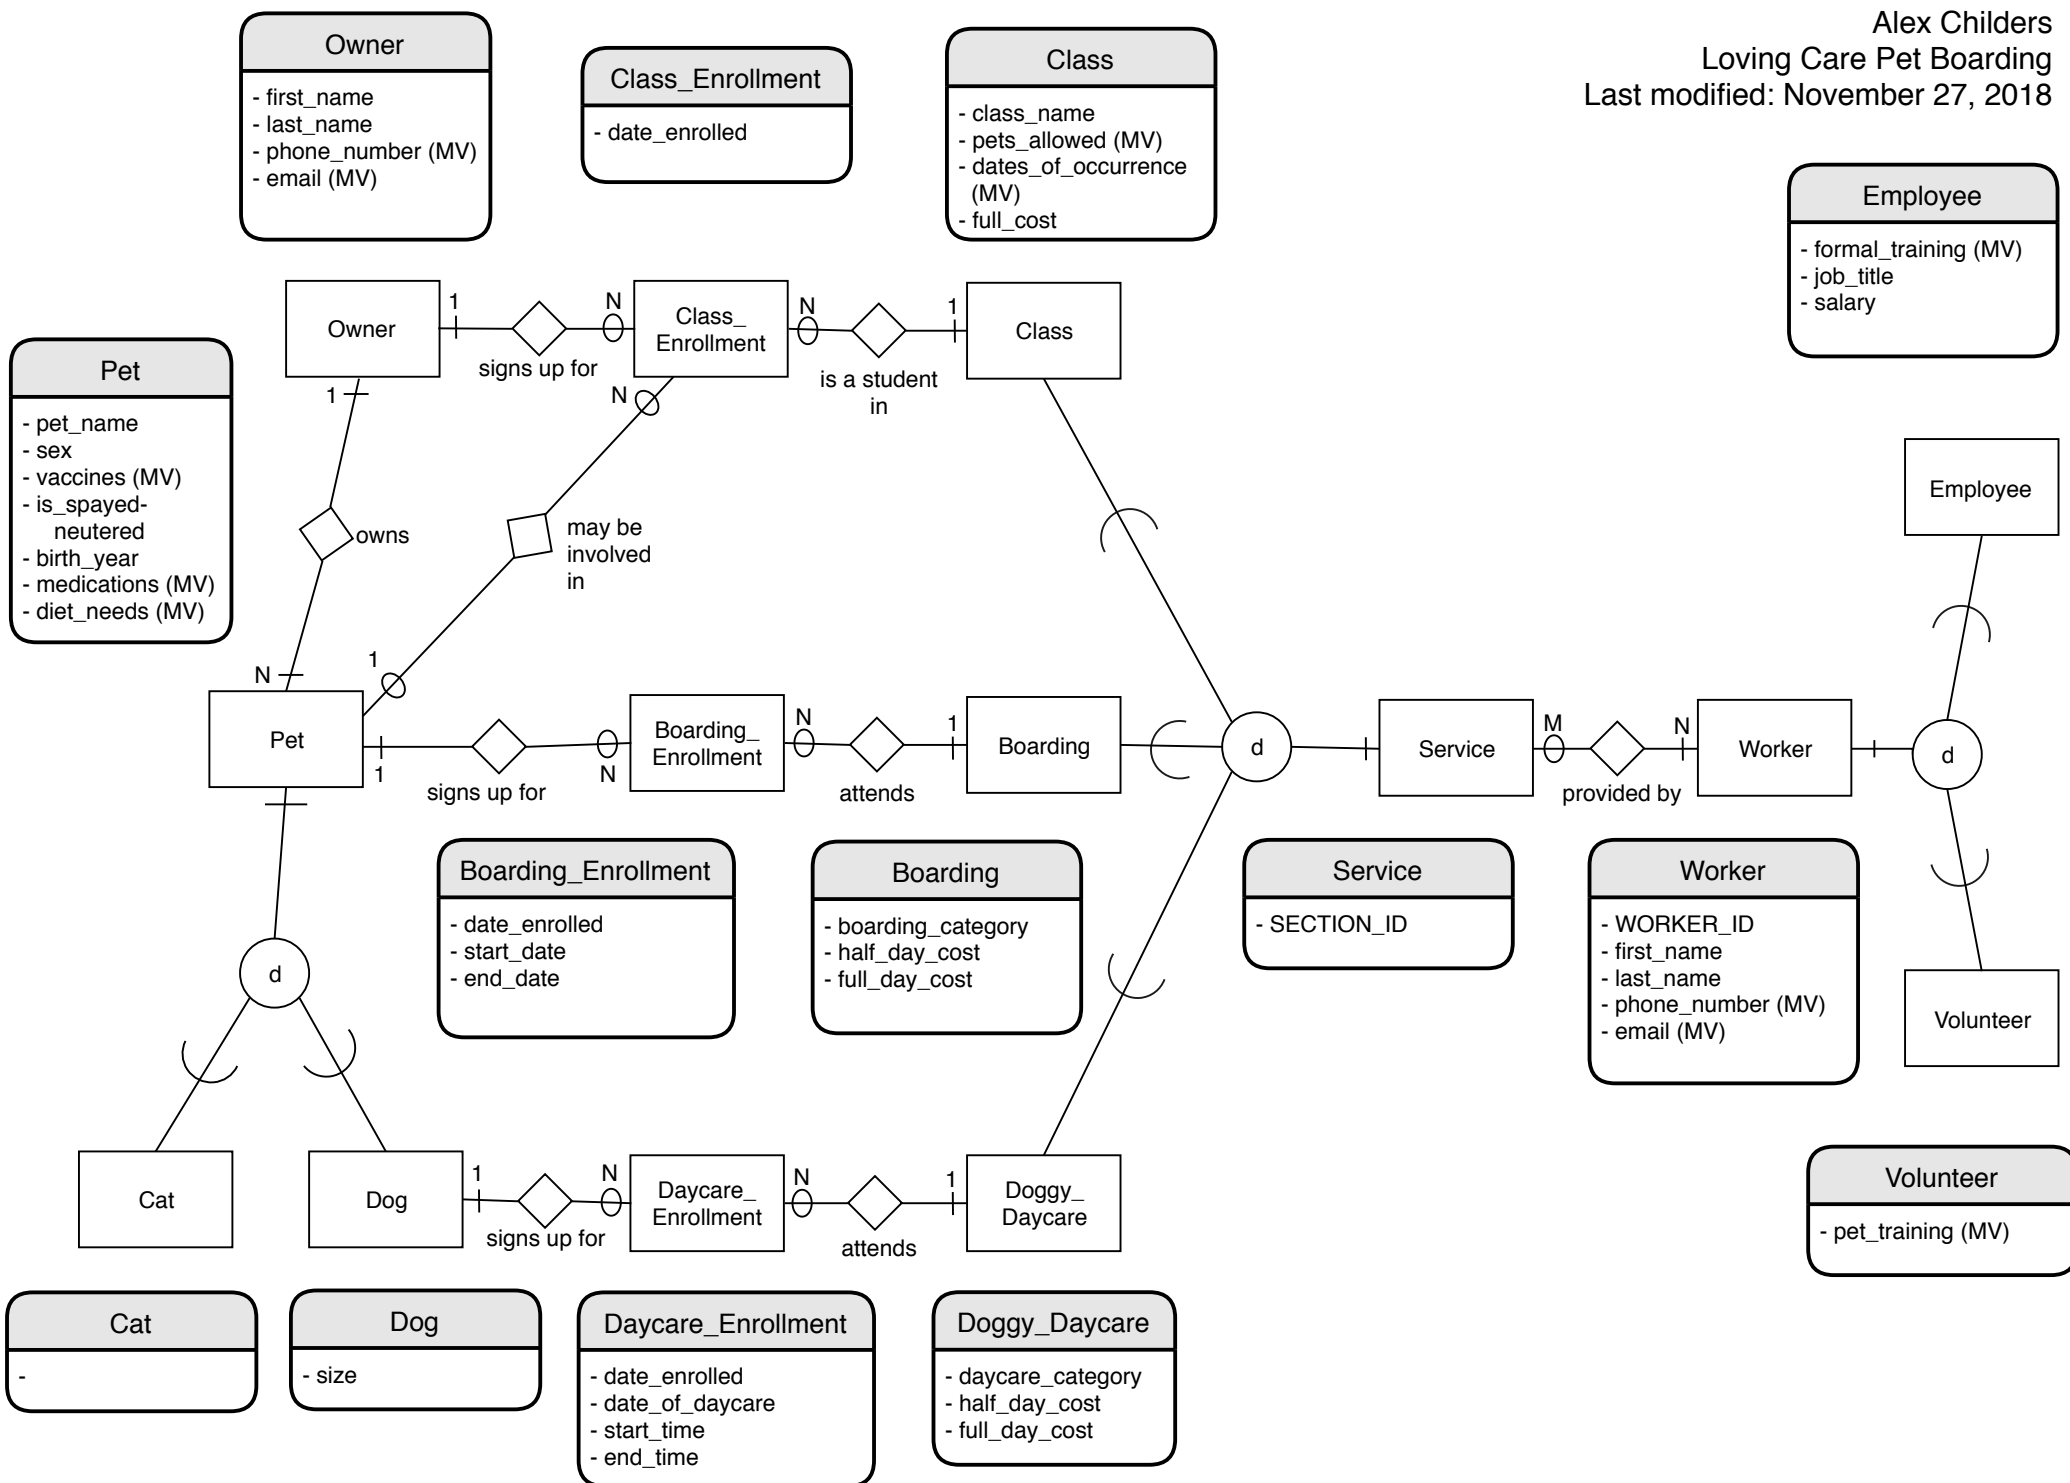 Alex Childers
Loving Care Pet Boarding
Last modified: November 27, 2018
Owner
- first_name
- last_name
- phone_number (MV)
- email (MV)
Class_Enrollment
- date_enrolled
Class
- class_name
- pets_allowed (MV)
- dates_of_occurrence
(MV)
- full_cost
Employee
- formal_training (MV)
- job_title
- salary
Pet
- pet_name
- sex
- vaccines (MV)
- is_spayed-
neutered
- birth_year
- medications (MV)
- diet_needs (MV)
Owner
1
signs up for
N
Class_
Enrollment
N
is a student
in
1
Class
1
owns
N
N
may be
involved
in
1
Employee
Pet
1
signs up for
N
Boarding_
Enrollment
N
attends
1
Boarding
d
Service
M
provided by
N
Worker
d
Boarding_Enrollment
- date_enrolled
- start_date
- end_date
Boarding
- boarding_category
- half_day_cost
- full_day_cost
Service
- SECTION_ID
Worker
- WORKER_ID
- first_name
- last_name
- phone_number (MV)
- email (MV)
Volunteer
d
Cat
Dog
1
signs up for
N
Daycare_
Enrollment
N
attends
1
Doggy_
Daycare
Volunteer
- pet_training (MV)
Cat
-
Dog
- size
Daycare_Enrollment
- date_enrolled
- date_of_daycare
- start_time
- end_time
Doggy_Daycare
- daycare_category
- half_day_cost
- full_day_cost